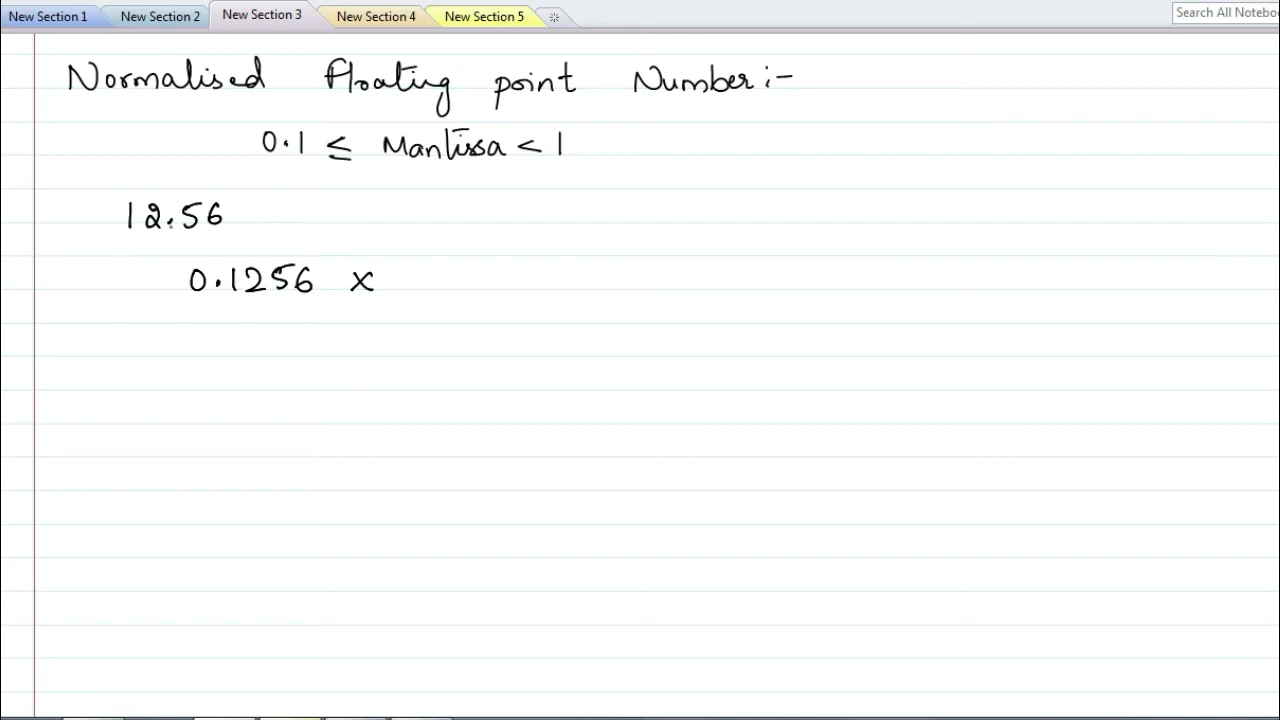 New Section 1 New Section 2 New Section 3 New Section 4 New Section 5 Search All Noteboo
Normalised floating point Number:-
0.1 ≤ Mantissa < 1
12.56
0.1256 x